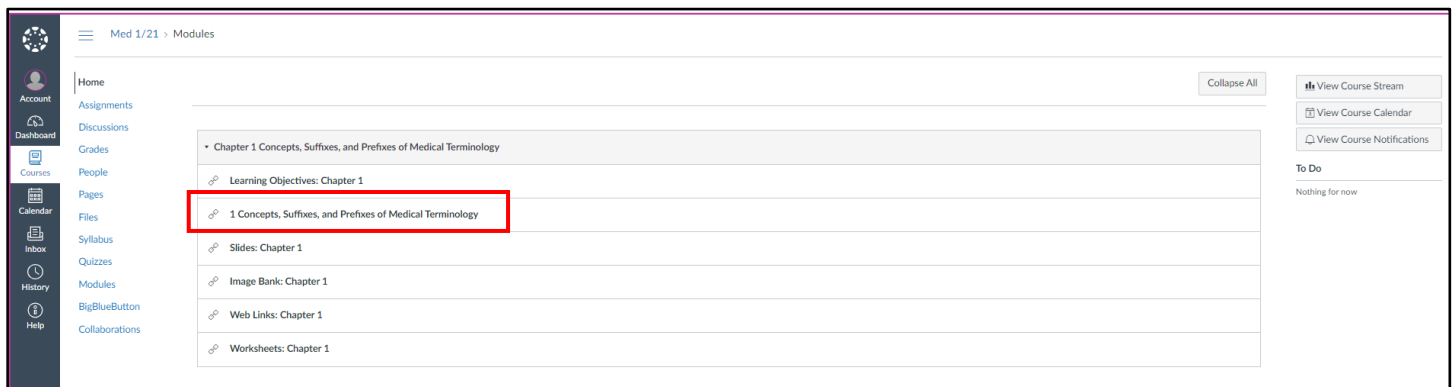 Med 1/21 > Modules
Account
Dashboard
Courses
Calendar
Inbox
History
Help
Home
Assignments
Discussions
Grades
People
Pages
Files
Syllabus
Quizzes
Modules
BigBlueButton
Collaborations
Collapse All
Chapter 1 Concepts, Suffixes, and Prefixes of Medical Terminology
Learning Objectives: Chapter 1
1 Concepts, Suffixes, and Prefixes of Medical Terminology
Slides: Chapter 1
Image Bank: Chapter 1
Web Links: Chapter 1
Worksheets: Chapter 1
View Course Stream
View Course Calendar
View Course Notifications
To Do
Nothing for now